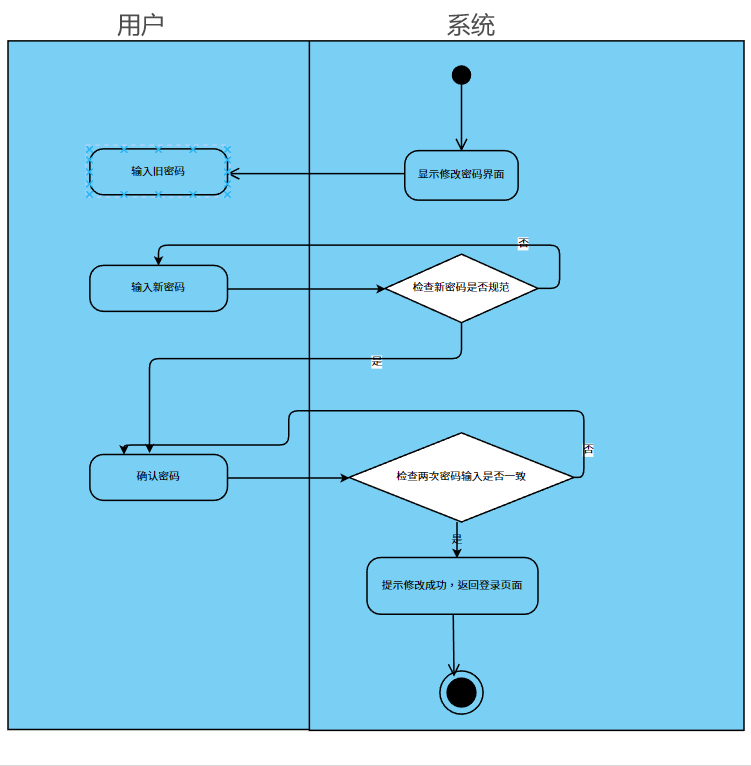 用户
系统
输入旧密码
显示修改密码界面
否
输入新密码
检查新密码是否规范
是
否
确认密码
检查两次密码输入是否一致
是
提示修改成功，返回登录页面